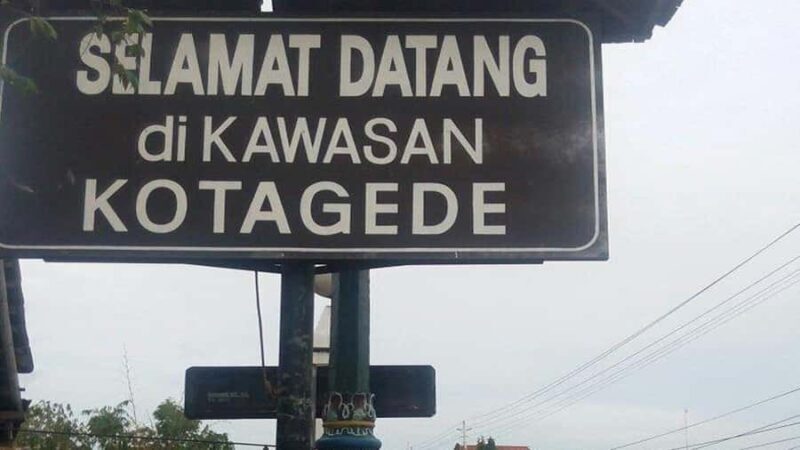 SELAMAT DATANG
di KAWASAN
KOTAGEDE